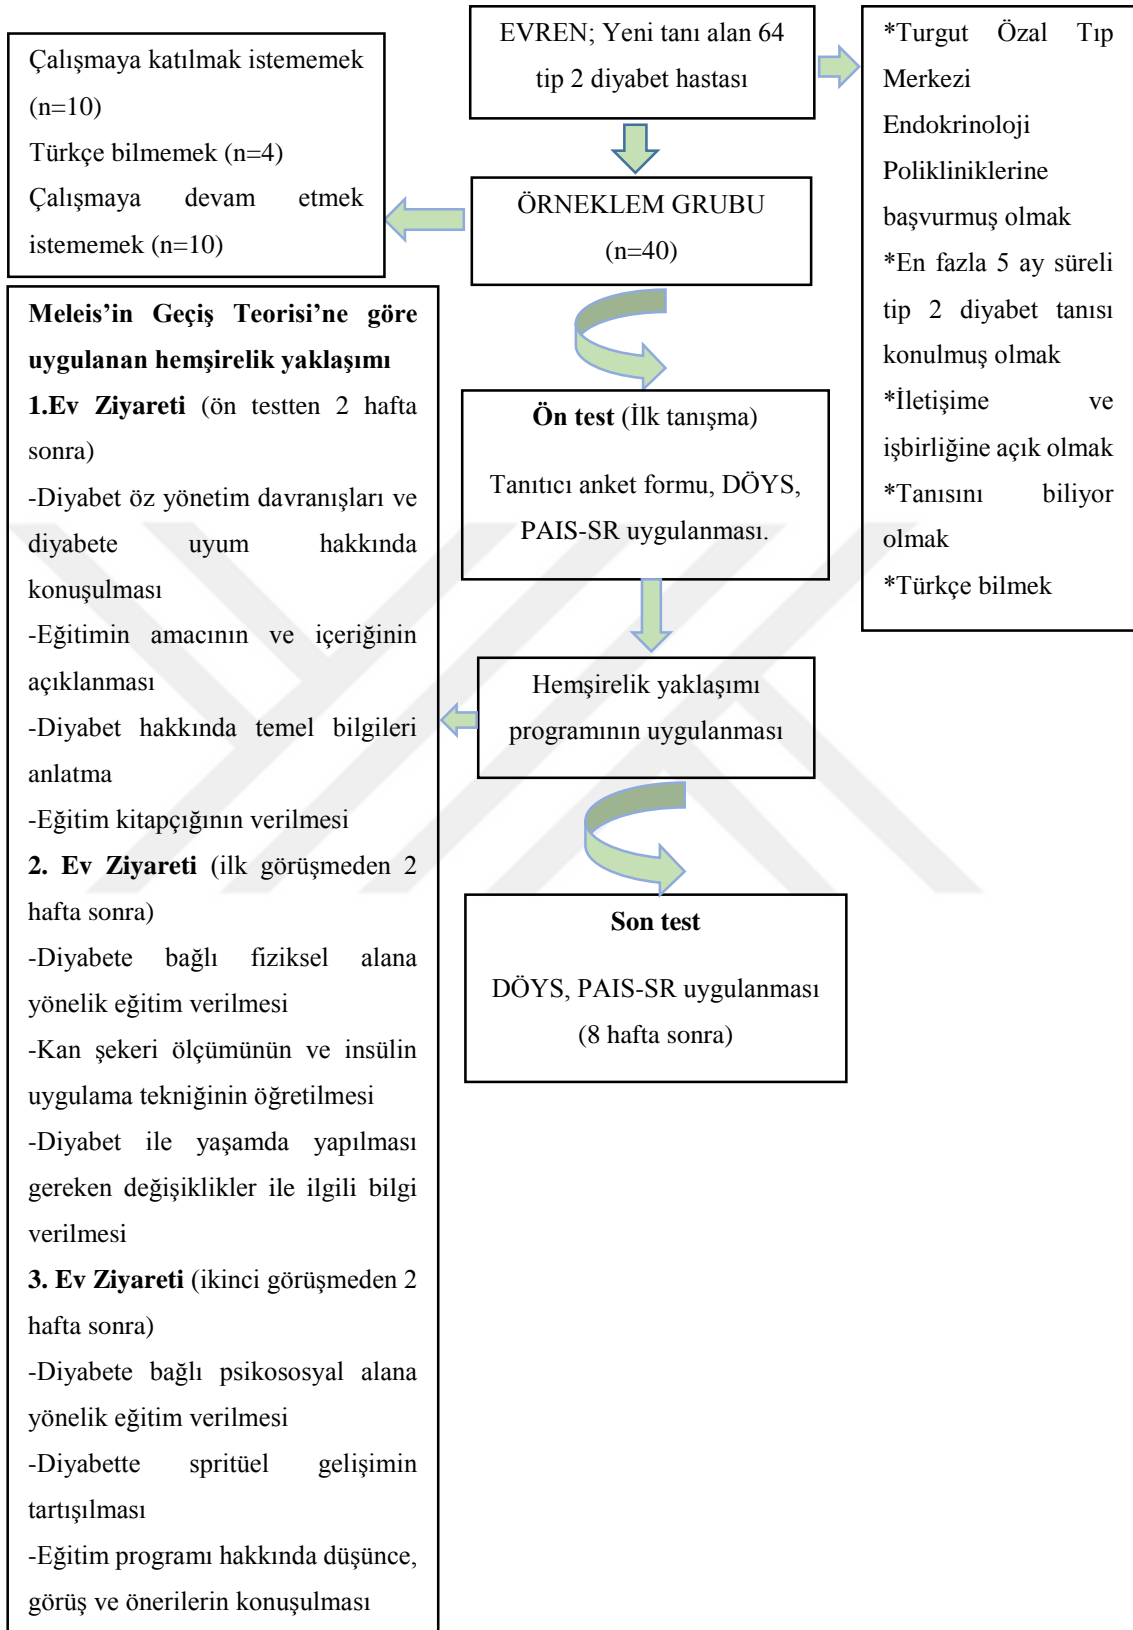 EVREN; Yeni tanı alan 64
tip 2 diyabet hastası
*Turgut Özal Tıp
Merkezi
Endokrinoloji
Polikliniklerine
başvurmuş olmak
*En fazla 5 ay süreli
tip 2 diyabet tanısı
konulmuş olmak
*İletişime ve
işbirliğine açık olmak
*Tanısını biliyor
olmak
*Türkçe bilmek
Çalışmaya katılmak istememek
(n=10)
Türkçe bilmemek (n=4)
Çalışmaya devam etmek
istememek (n=10)
ÖRNEKLEM GRUBU
(n=40)
Ön test (İlk tanışma)
Tanıtıcı anket formu, DÖYS,
PAIS-SR uygulanması.
Hemşirelik yaklaşımı
programının uygulanması
Meleis’in Geçiş Teorisi’ne göre
uygulanan hemşirelik yaklaşımı
1.Ev Ziyareti (ön testten 2 hafta
sonra)
-Diyabet öz yönetim davranışları ve
diyabete uyum hakkında
konuşulması
-Eğitimin amacının ve içeriğinin
açıklanması
-Diyabet hakkında temel bilgileri
anlatma
-Eğitim kitapçığının verilmesi
2. Ev Ziyareti (ilk görüşmeden 2
hafta sonra)
-Diyabete bağlı fiziksel alana
yönelik eğitim verilmesi
-Kan şekeri ölçümünün ve insülin
uygulama tekniğinin öğretilmesi
-Diyabet ile yaşamda yapılması
gereken değişiklikler ile ilgili bilgi
verilmesi
3. Ev Ziyareti (ikinci görüşmeden 2
hafta sonra)
-Diyabete bağlı psikososyal alana
yönelik eğitim verilmesi
-Diyabette spritüel gelişimin
tartışılması
-Eğitim programı hakkında düşünce,
görüş ve önerilerin konuşulması
Son test
DÖYS, PAIS-SR uygulanması
(8 hafta sonra)